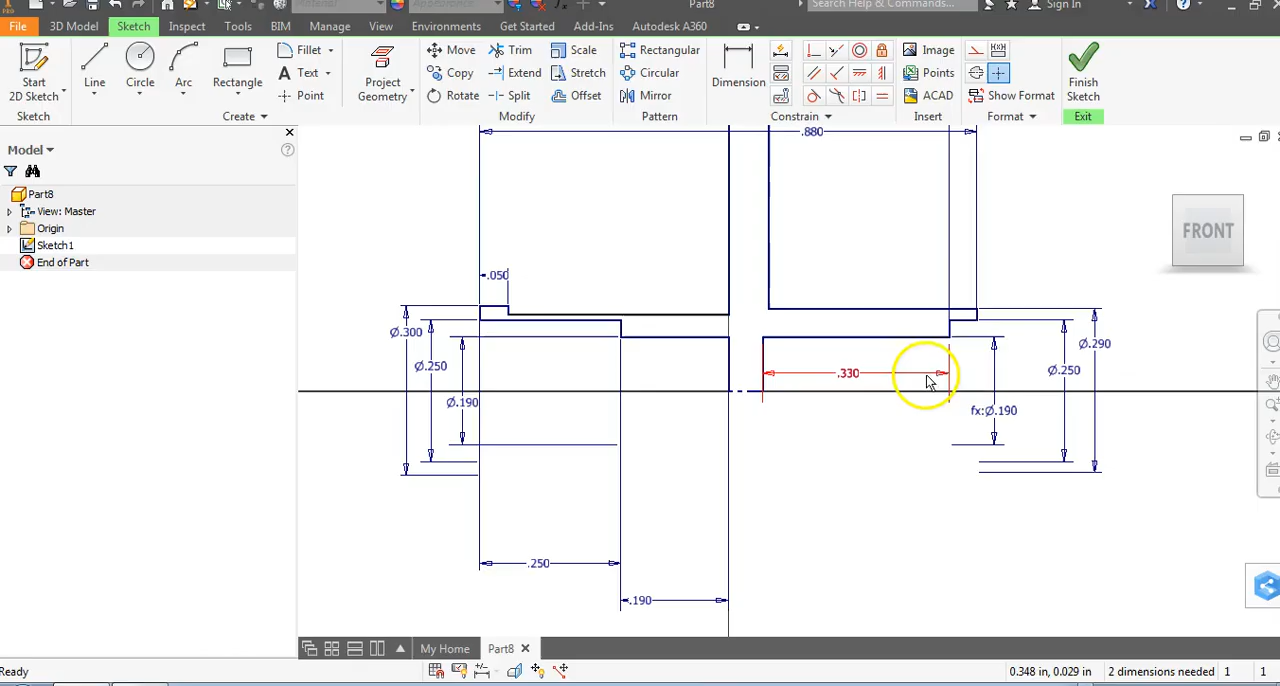 Part8
Search Help & Commands...
Sign In
File 3D Model Sketch Inspect Tools Manage View Environments Get Started Add-Ins Autodesk A360
Start
2D Sketch
Line
Circle
Arc
Rectangle
Fillet
Text
Point
Project
Geometry
Move
Copy
Rotate
Trim
Extend
Split
Scale
Stretch
Offset
Rectangular
Circular
Mirror
Dimension
Image
Points
ACAD
Show Format
Finish
Sketch
Sketch Create Modify Pattern Constrain Insert Format Exit
Model
Part8
View: Master
Origin
Sketch1
End of Part
.880
FRONT
.050
Ø.300
Ø.250
Ø.190
.330
Ø.290
Ø.250
fx:Ø.190
.250
.190
My Home Part8
Ready
0.348 in, 0.029 in 2 dimensions needed 1 1